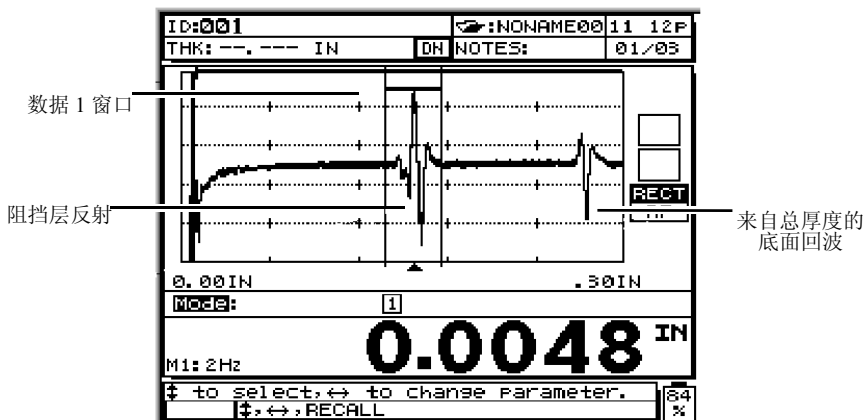 ID:001 :NONAME00 11 12P
THK: --.--- IN DN NOTES: 01/03
数据 1 窗口
阻挡层反射
RECT
来自总厚度的
底面回波
0.00IN .30IN
Mode: 1
0.0048 IN
M1: 2Hz
↕ to select,↔ to change parameter. 84
↕,↔,RECALL %